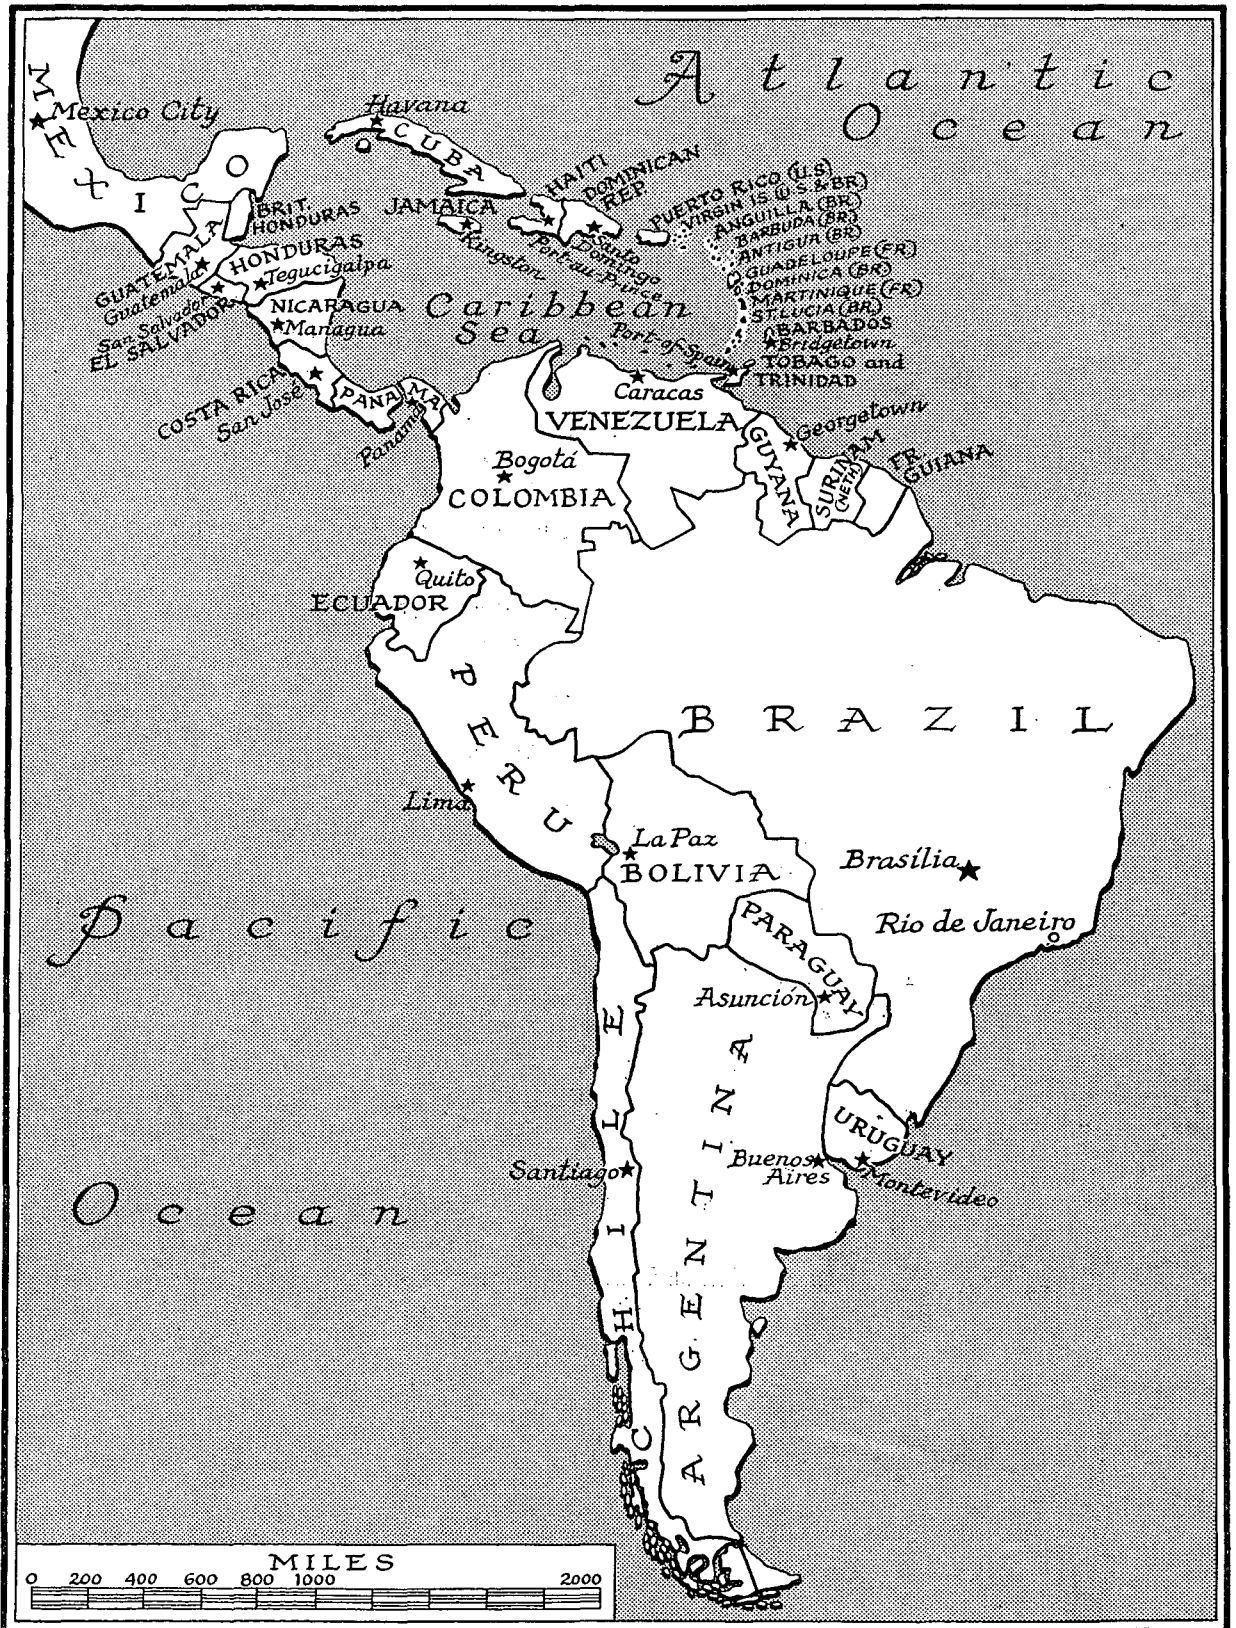 Atlantic
Ocean
MEXICO
Mexico City
Havana
CUBA
HAITI
DOMINICAN
REP.
PUERTO RICO (U.S)
VIRGIN IS (U.S.& BR)
ANGUILLA (BR)
BARBUDA (BR)
ANTIGUA (BR)
GUADELOUPE (FR)
DOMINICA (BR)
MARTINIQUE (FR)
ST. LUCIA (BR)
BARBADOS
Bridgetown
TOBAGO and
TRINIDAD
JAMAICA
Kingston
Port-au-Prince
Santo
Domingo
BRIT.
HONDURAS
GUATEMALA
Guatemala
HONDURAS
Tegucigalpa
San Salvador
EL SALVADOR
NICARAGUA
Managua
Caribbean
Sea
Port-of-Spain
COSTA RICA
San José
PANAMA
Panama
Caracas
VENEZUELA
Georgetown
GUYANA
SURINAM
(NETH)
FR.
GUIANA
Bogotá
COLOMBIA
Quito
ECUADOR
PERU
Lima
BRAZIL
La Paz
BOLIVIA
Brasília
Rio de Janeiro
Pacific
Ocean
PARAGUAY
Asunción
CHILE
Santiago
ARGENTINA
Buenos
Aires
URUGUAY
Montevideo
MILES
0 200 400 600 800 1000 2000